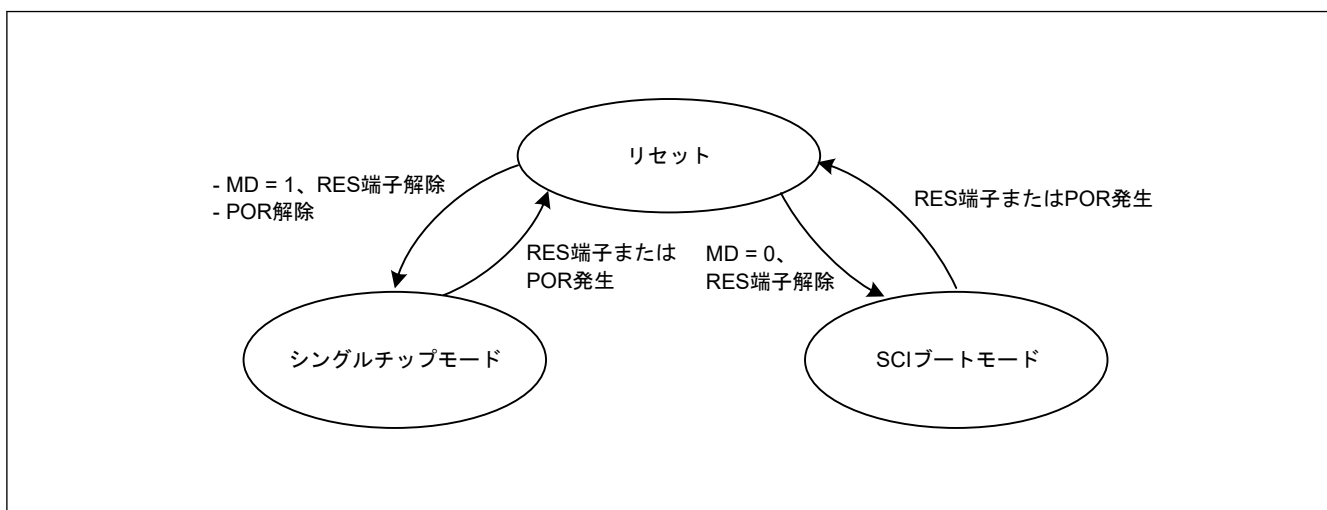 リセット
- MD = 1、RES端子解除
- POR解除
RES端子またはPOR発生
RES端子または
POR発生
MD = 0、
RES端子解除
シングルチップモード
SCIブートモード